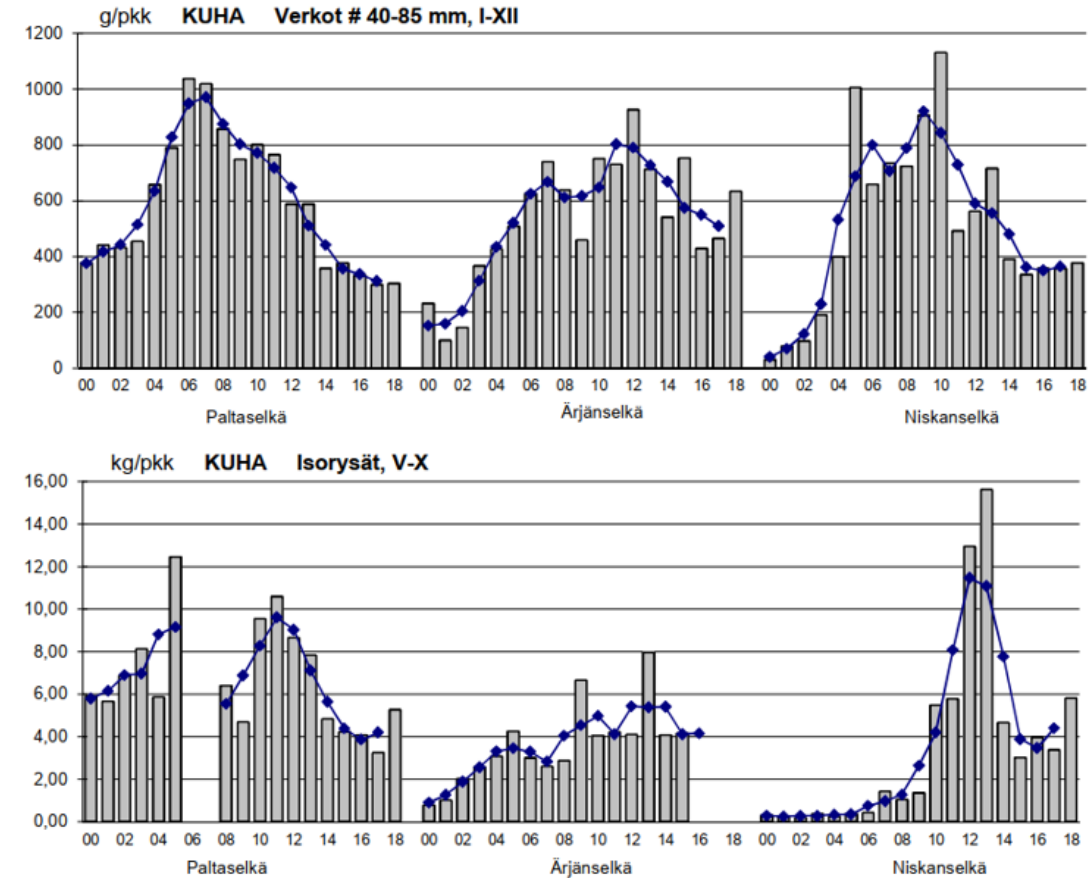 g/pkk KUHA Verkot # 40-85 mm, I-XII
1200
1000
800
600
400
200
0
00 02 04 06 08 10 12 14 16 18 00 02 04 06 08 10 12 14 16 18 00 02 04 06 08 10 12 14 16 18
Paltaselkä Ärjänselkä Niskanselkä
kg/pkk KUHA Isorysät, V-X
16,00
14,00
12,00
10,00
8,00
6,00
4,00
2,00
0,00
00 02 04 06 08 10 12 14 16 18 00 02 04 06 08 10 12 14 16 18 00 02 04 06 08 10 12 14 16 18
Paltaselkä Ärjänselkä Niskanselkä